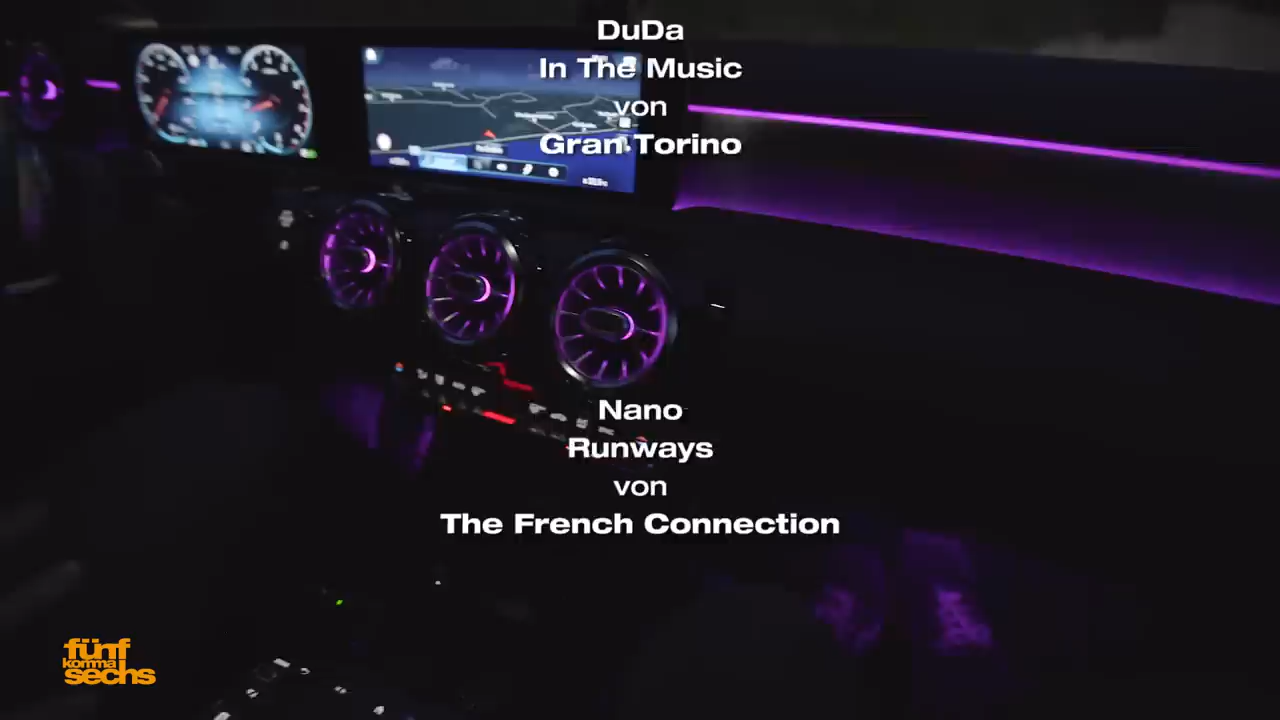 DuDa
In The Music
von
Gran Torino
Nano
Runways
von
The French Connection
fünf
komma
sechs